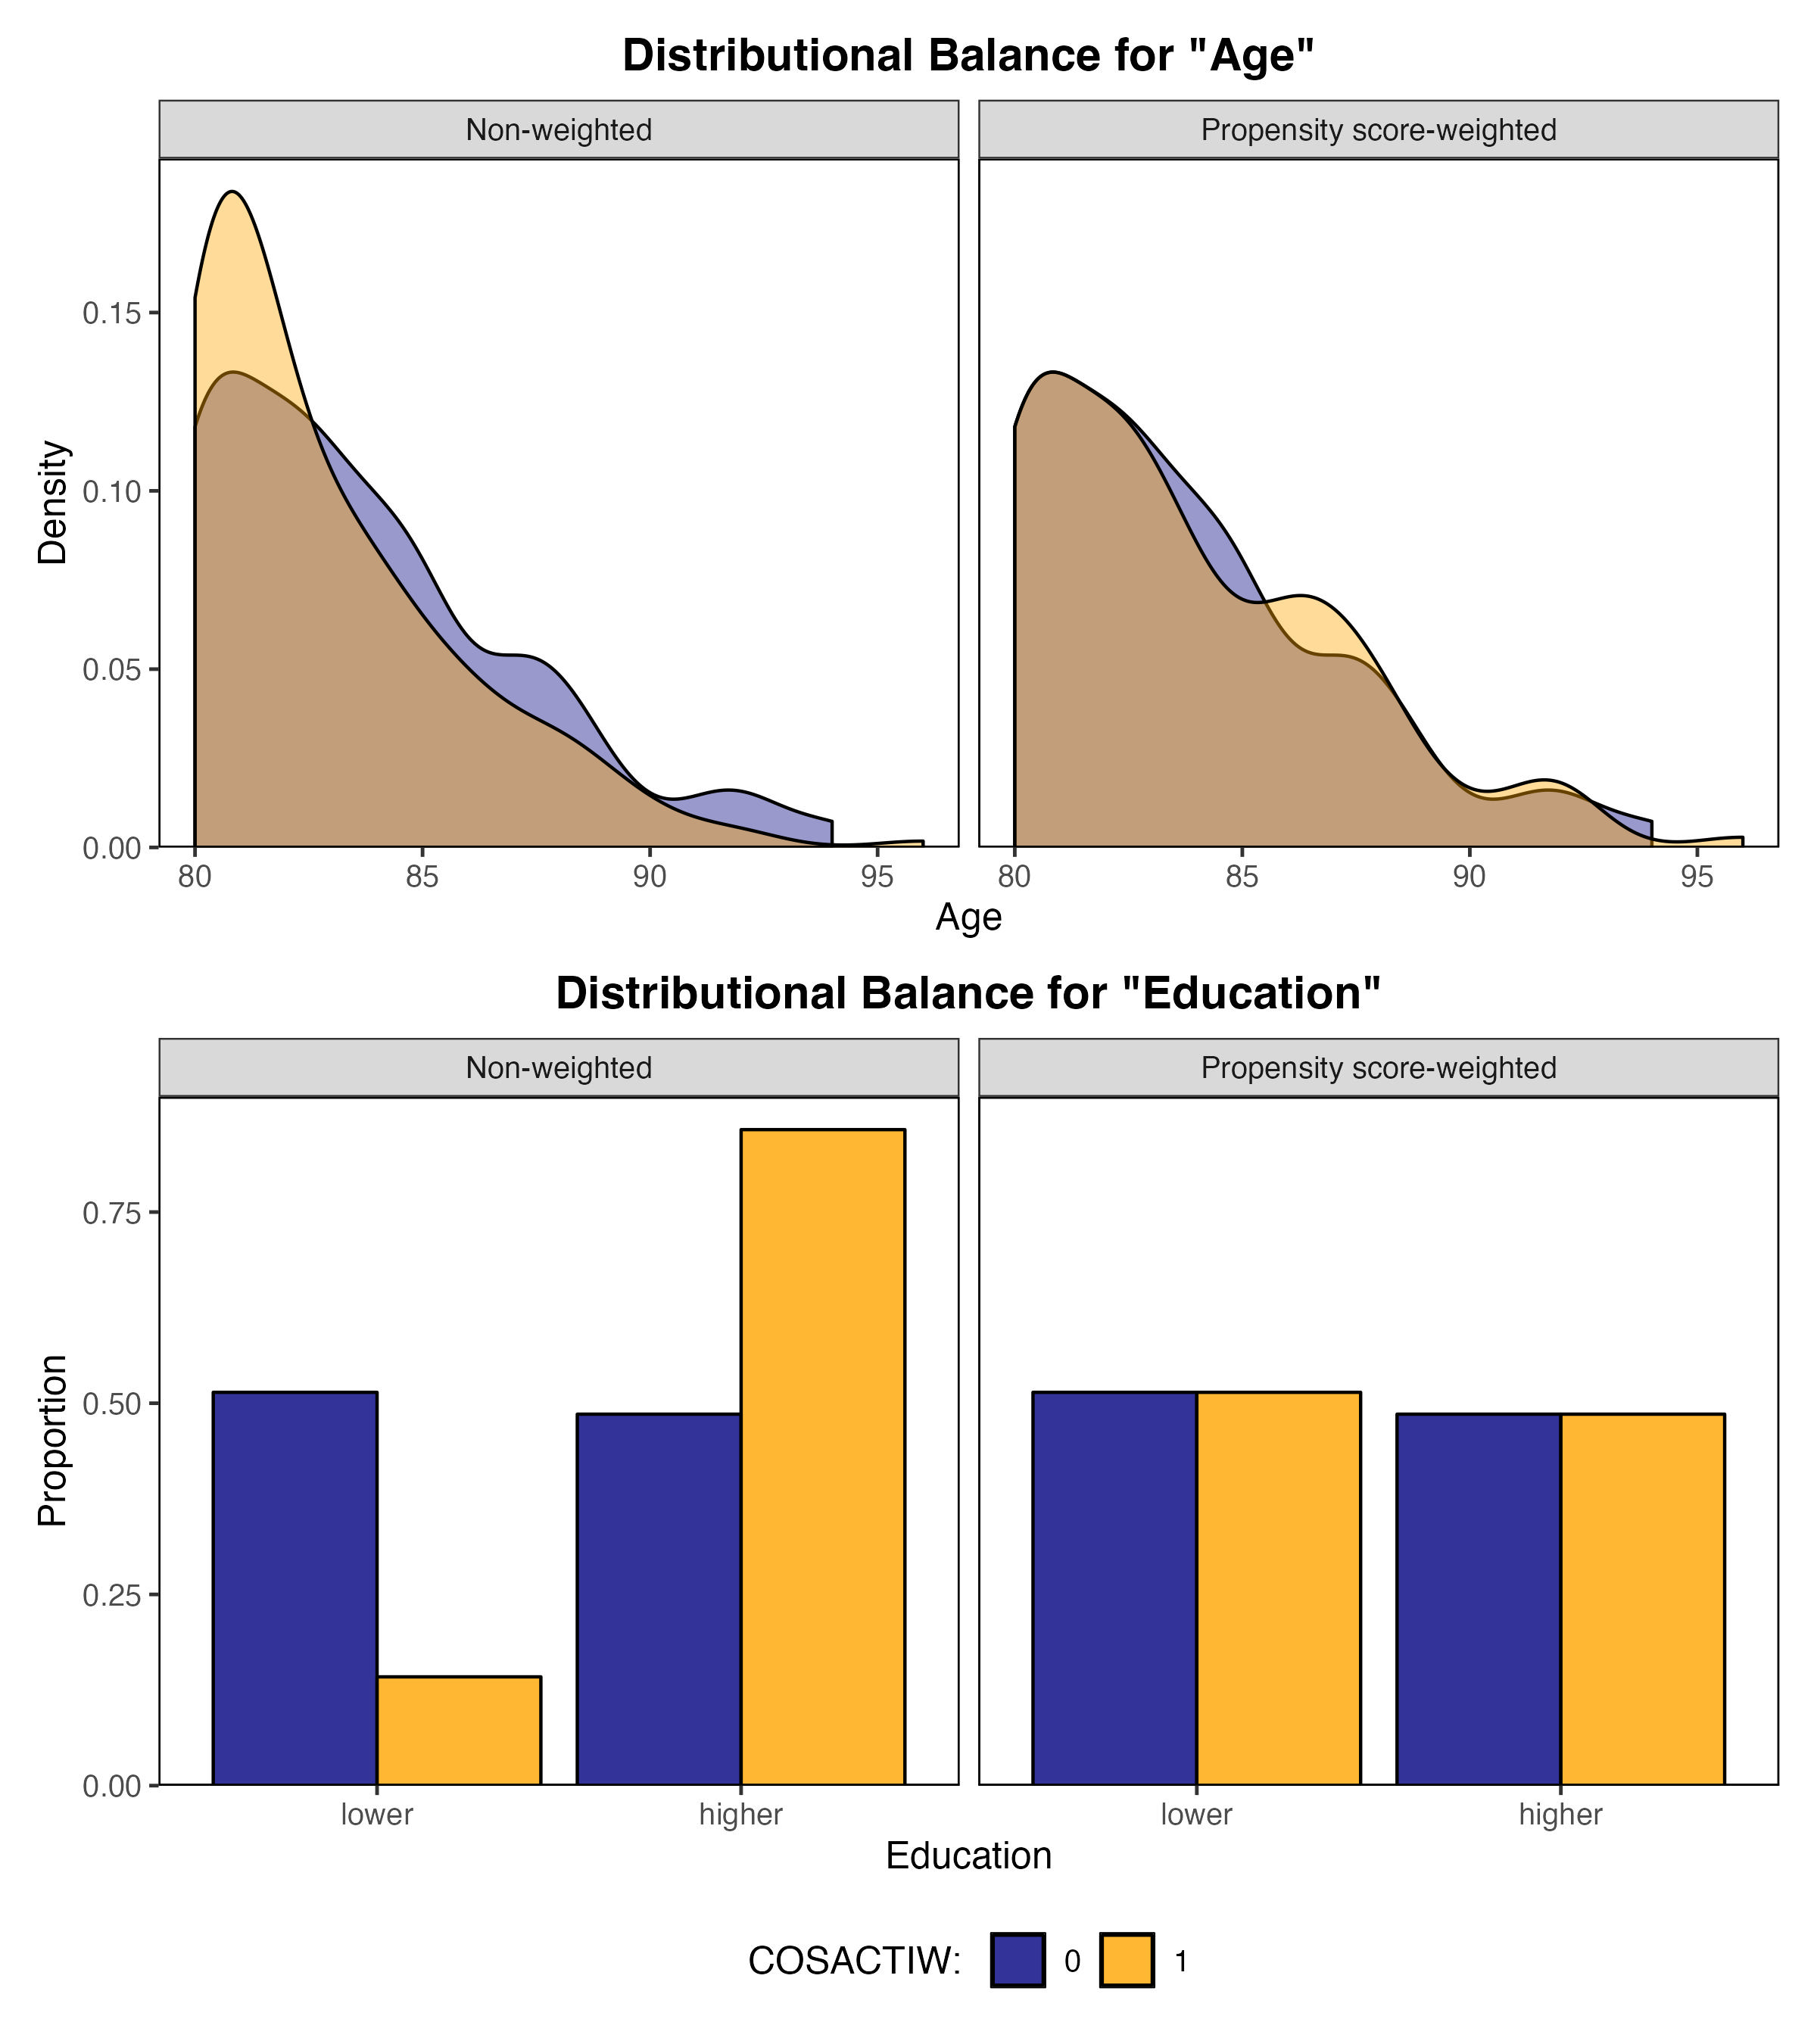 Distributional Balance for "Age"
Non-weighted
Propensity score-weighted
Density
0.15
0.10
0.05
0.00
80 85 90 95
80 85 90 95
Age
Distributional Balance for "Education"
Non-weighted
Propensity score-weighted
Proportion
0.75
0.50
0.25
0.00
lower higher
lower higher
Education
COSACTIW: 0 1